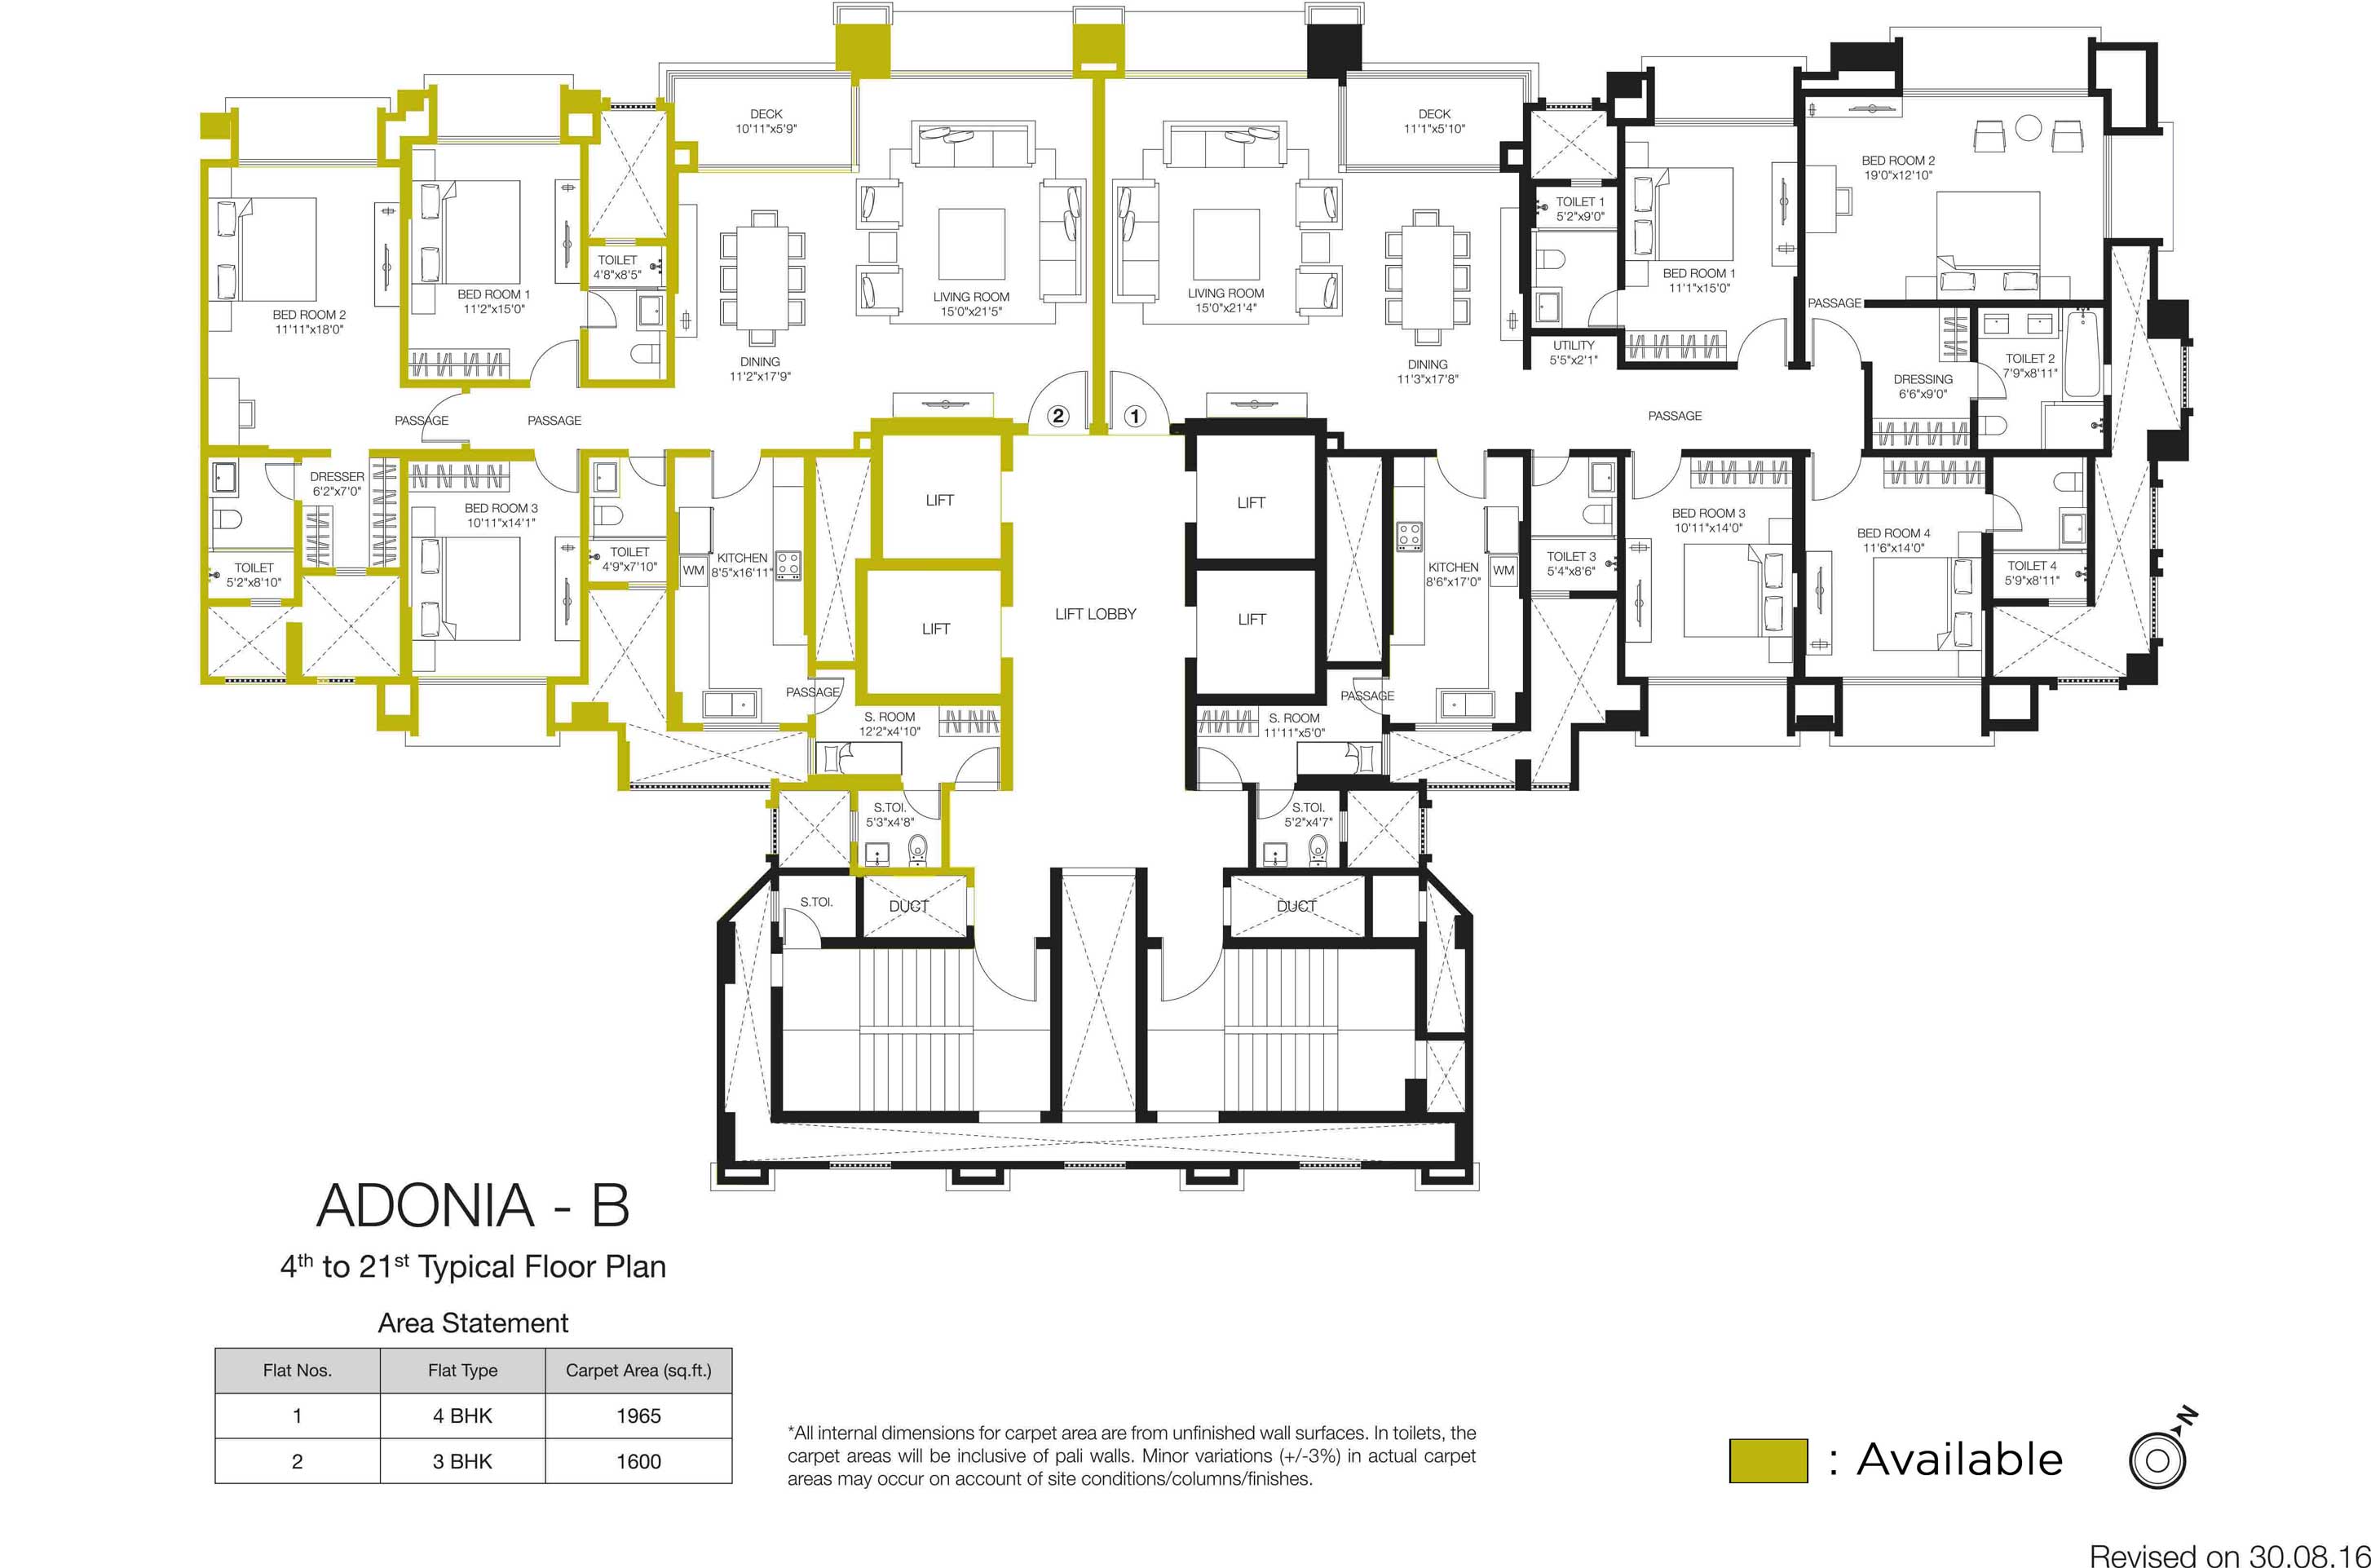 DECK
10'11"x5'9"
DECK
11'1"x5'10"
BED ROOM 2
19'0"x12'10"
TOILET 1
5'2"x9'0"
TOILET
4'8"x8'5"
BED ROOM 1
11'1"x15'0"
BED ROOM 1
11'2"x15'0"
LIVING ROOM
15'0"x21'5"
LIVING ROOM
15'0"x21'4"
PASSAGE
BED ROOM 2
11'11"x18'0"
UTILITY
5'5"x2'1"
TOILET 2
7'9"x8'11"
DINING
11'2"x17'9"
DINING
11'3"x17'8"
DRESSING
6'6"x9'0"
PASSAGE
PASSAGE
2
1
PASSAGE
DRESSER
6'2"x7'0"
LIFT
LIFT
BED ROOM 3
10'11"x14'1"
BED ROOM 3
10'11"x14'0"
BED ROOM 4
11'6"x14'0"
TOILET
4'9"x7'10"
WM
KITCHEN
8'5"x16'11"
KITCHEN
8'6"x17'0"
WM
TOILET 3
5'4"x8'6"
TOILET
5'2"x8'10"
TOILET 4
5'9"x8'11"
LIFT LOBBY
LIFT
LIFT
PASSAGE
PASSAGE
S. ROOM
12'2"x4'10"
S. ROOM
11'11"x5'0"
S.TOI.
5'3"x4'8"
S.TOI.
5'2"x4'7"
S.TOI.
DUCT
DUCT
ADONIA - B
4th to 21st Typical Floor Plan
Area Statement
Flat Nos. Flat Type Carpet Area (sq.ft.)
1 4 BHK 1965
2 3 BHK 1600
*All internal dimensions for carpet area are from unfinished wall surfaces. In toilets, the
carpet areas will be inclusive of pali walls. Minor variations (+/-3%) in actual carpet
areas may occur on account of site conditions/columns/finishes.
: Available
N
Revised on 30.08.16